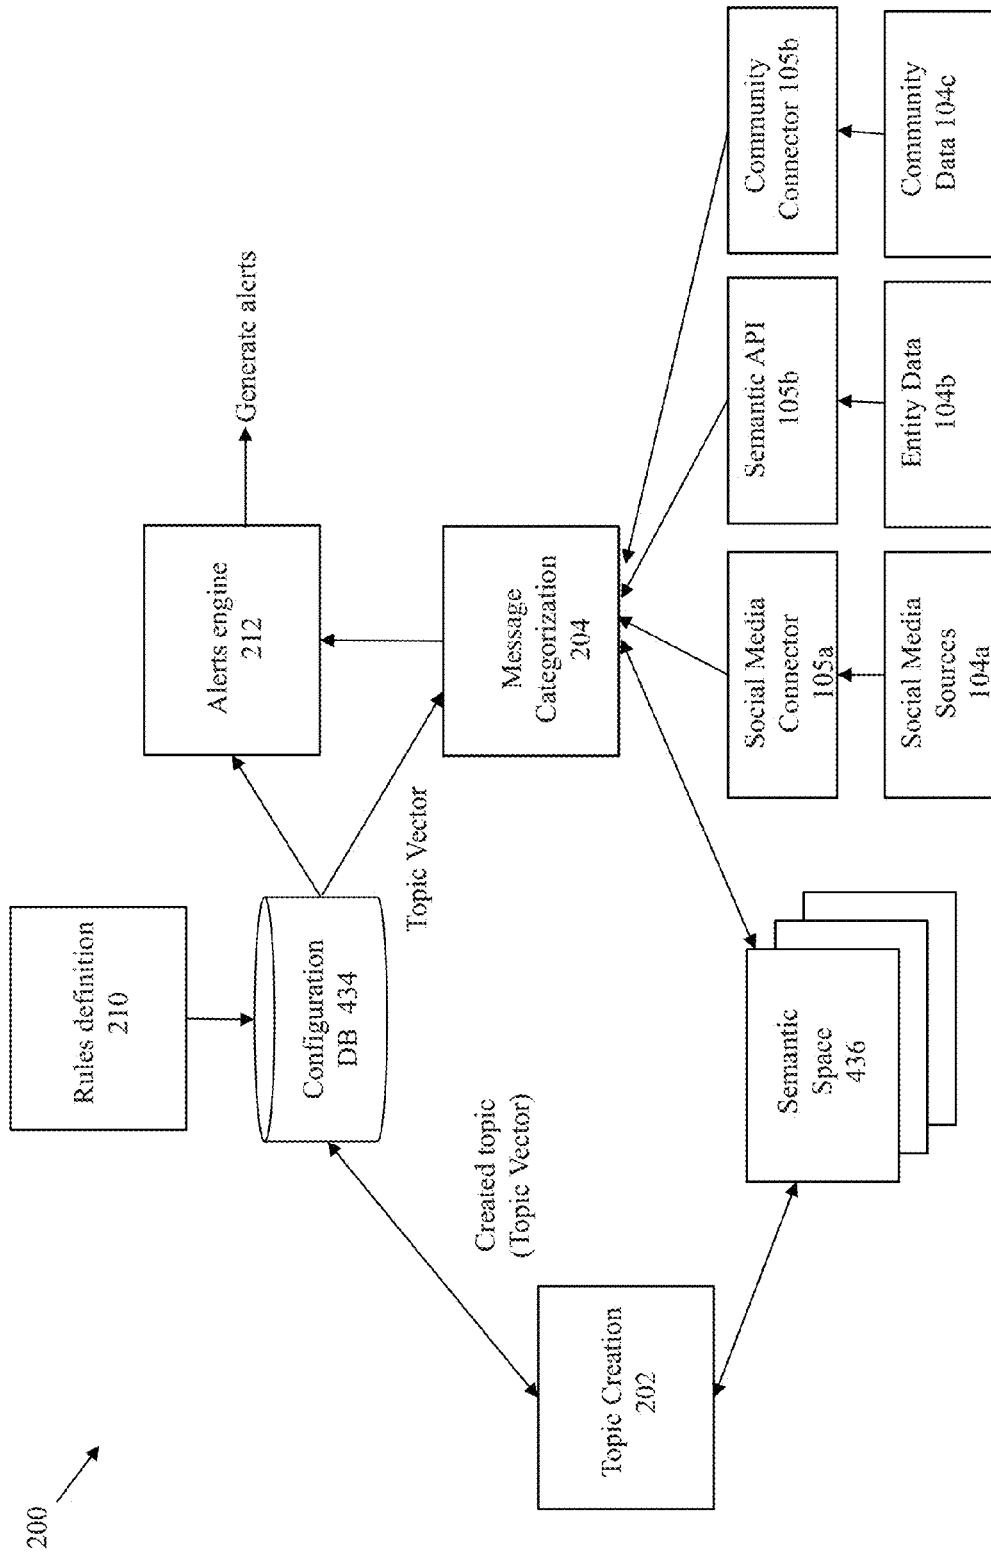 200
Rules definition
210
Configuration
DB 434
Alerts engine
212
Generate alerts
Created topic
(Topic Vector)
Topic Vector
Topic Creation
202
Message
Categorization
204
Semantic
Space
436
Social Media
Connector
105a
Semantic API
105b
Community
Connector 105b
Social Media
Sources
104a
Entity Data
104b
Community
Data 104c